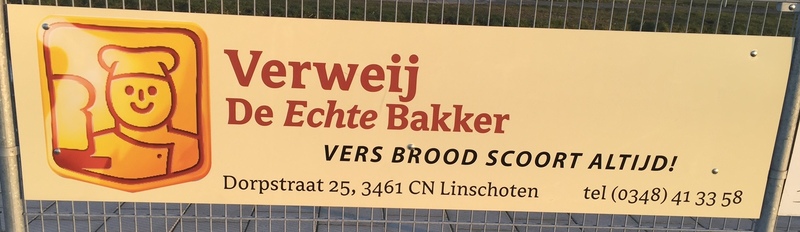 Verweij
De Echte Bakker
VERS BROOD SCOORT ALTIJD!
Dorpstraat 25, 3461 CN Linschoten tel (0348) 41 33 58